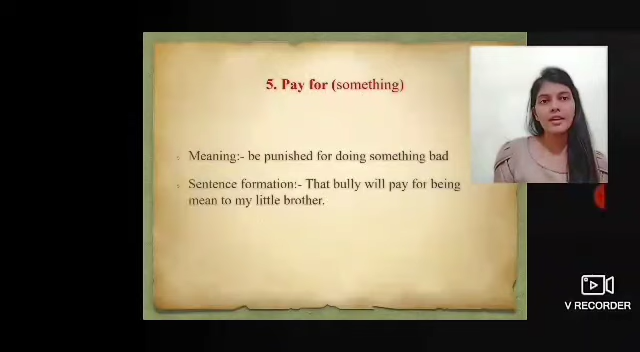 5. Pay for (something)
Meaning:- be punished for doing something bad
Sentence formation:- That bully will pay for being
mean to my little brother.
V RECORDER